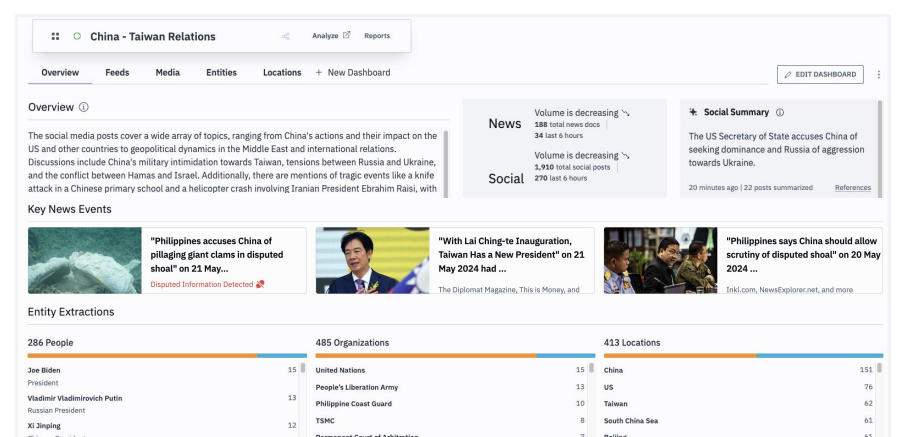 China - Taiwan Relations
Analyze
Reports
Overview
Feeds
Media
Entities
Locations
+ New Dashboard
EDIT DASHBOARD
Overview
The social media posts cover a wide array of topics, ranging from China's actions and their impact on the
US and other countries to geopolitical dynamics in the Middle East and international relations.
Discussions include China's military intimidation towards Taiwan, tensions between Russia and Ukraine,
and the conflict between Hamas and Israel. Additionally, there are mentions of tragic events like a knife
attack in a Chinese primary school and a helicopter crash involving Iranian President Ebrahim Raisi, with
News
Volume is decreasing
188 total news docs
34 last 6 hours
Social
Volume is decreasing
1,910 total social posts
270 last 6 hours
Social Summary
The US Secretary of State accuses China of
seeking dominance and Russia of aggression
towards Ukraine.
20 minutes ago | 22 posts summarized
References
Key News Events
"Philippines accuses China of
pillaging giant clams in disputed
shoal" on 21 May...
Disputed Information Detected
"With Lai Ching-te Inauguration,
Taiwan Has a New President" on 21
May 2024 had ...
The Diplomat Magazine, This is Money, and
"Philippines says China should allow
scrutiny of disputed shoal" on 20 May
2024 ...
Inkl.com, NewsExplorer.net, and more
Entity Extractions
286 People
Joe Biden 15
President
Vladimir Vladimirovich Putin 13
Russian President
Xi Jinping 12
485 Organizations
United Nations 15
People's Liberation Army 13
Philippine Coast Guard 10
TSMC 8
Permanent Court of Arbitration 7
413 Locations
China 151
US 76
Taiwan 62
South China Sea 61
Beijing 61